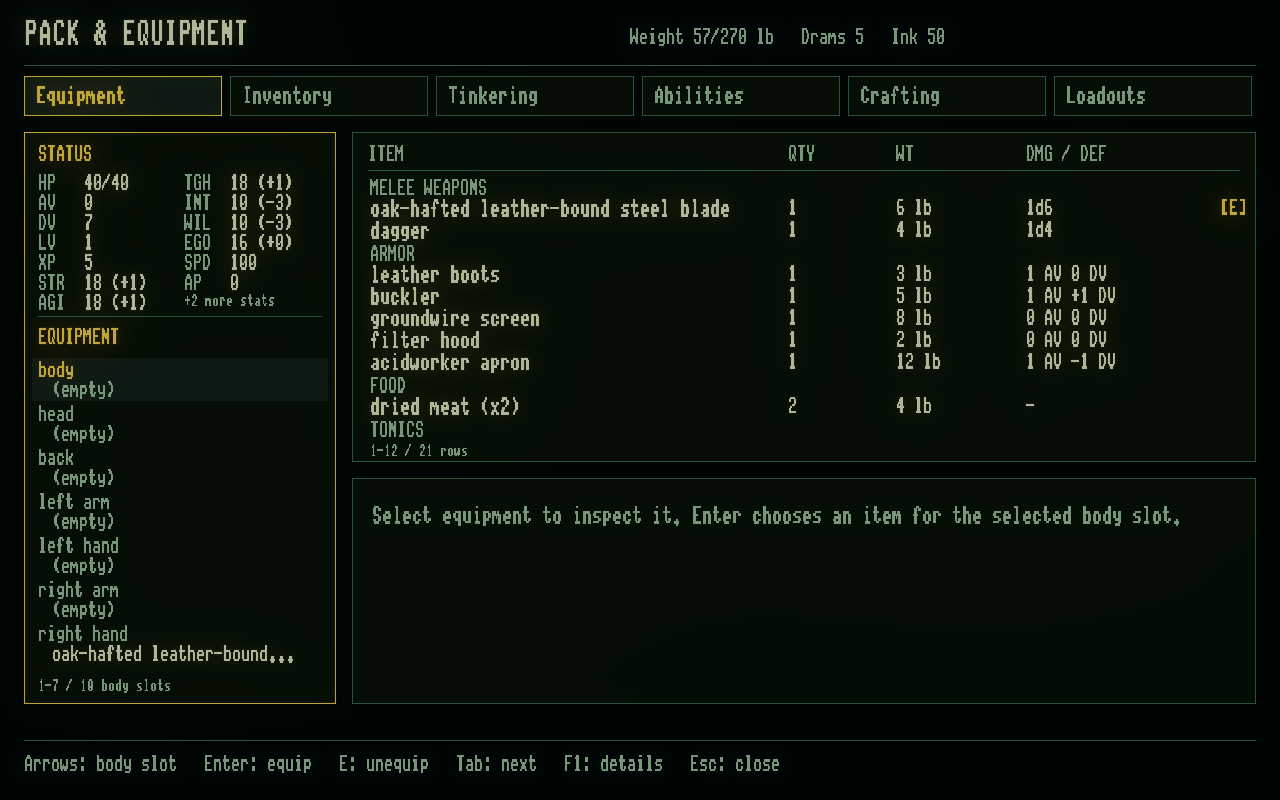 PACK & EQUIPMENT
Weight 57/270 lb Drams 5 Ink 50
Equipment Inventory Tinkering Abilities Crafting Loadouts
STATUS
HP 40/40 TGH 18 (+1)
AV 0 INT 10 (-3)
DV 7 WIL 10 (-3)
LV 1 EGO 16 (+0)
XP 5 SPD 100
STR 18 (+1) AP 0
AGI 18 (+1) +2 more stats
EQUIPMENT
body
(empty)
head
(empty)
back
(empty)
left arm
(empty)
left hand
(empty)
right arm
(empty)
right hand
oak-hafted leather-bound...
1-7 / 10 body slots
ITEM QTY WT DMG / DEF
MELEE WEAPONS
oak-hafted leather-bound steel blade 1 6 lb 1d6 [E]
dagger 1 4 lb 1d4
ARMOR
leather boots 1 3 lb 1 AV 0 DV
buckler 1 5 lb 1 AV +1 DV
groundwire screen 1 8 lb 0 AV 0 DV
filter hood 1 2 lb 0 AV 0 DV
acidworker apron 1 12 lb 1 AV -1 DV
FOOD
dried meat (x2) 2 4 lb -
TONICS
1-12 / 21 rows
Select equipment to inspect it. Enter chooses an item for the selected body slot.
Arrows: body slot Enter: equip E: unequip Tab: next F1: details Esc: close